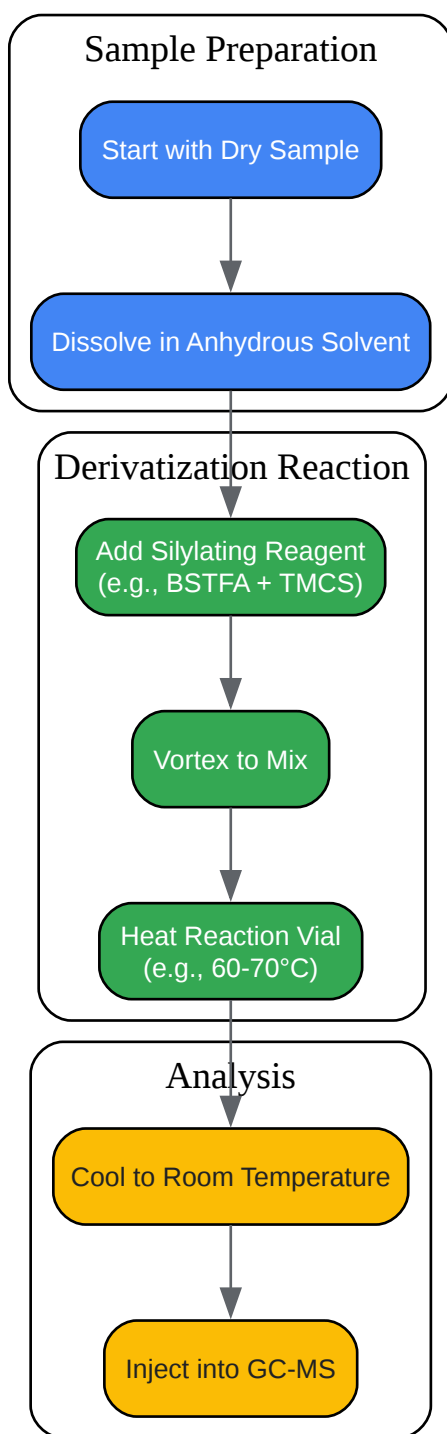 Sample Preparation
Start with Dry Sample
Dissolve in Anhydrous Solvent
Derivatization Reaction
Add Silylating Reagent
(e.g., BSTFA + TMCS)
Vortex to Mix
Heat Reaction Vial
(e.g., 60-70°C)
Analysis
Cool to Room Temperature
Inject into GC-MS